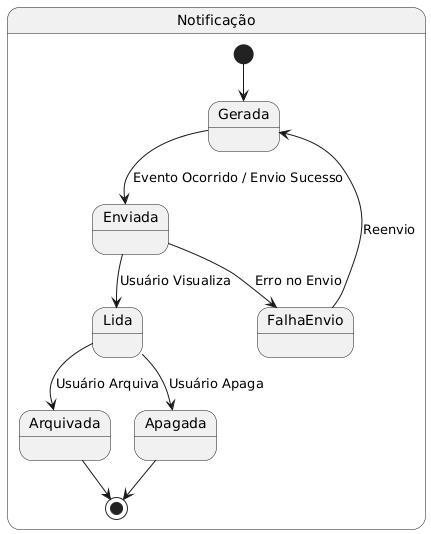 Notificação
Gerada
Evento Ocorrido / Envio Sucesso
Reenvio
Enviada
Usuário Visualiza
Erro no Envio
Lida
FalhaEnvio
Usuário Arquiva
Usuário Apaga
Arquivada
Apagada